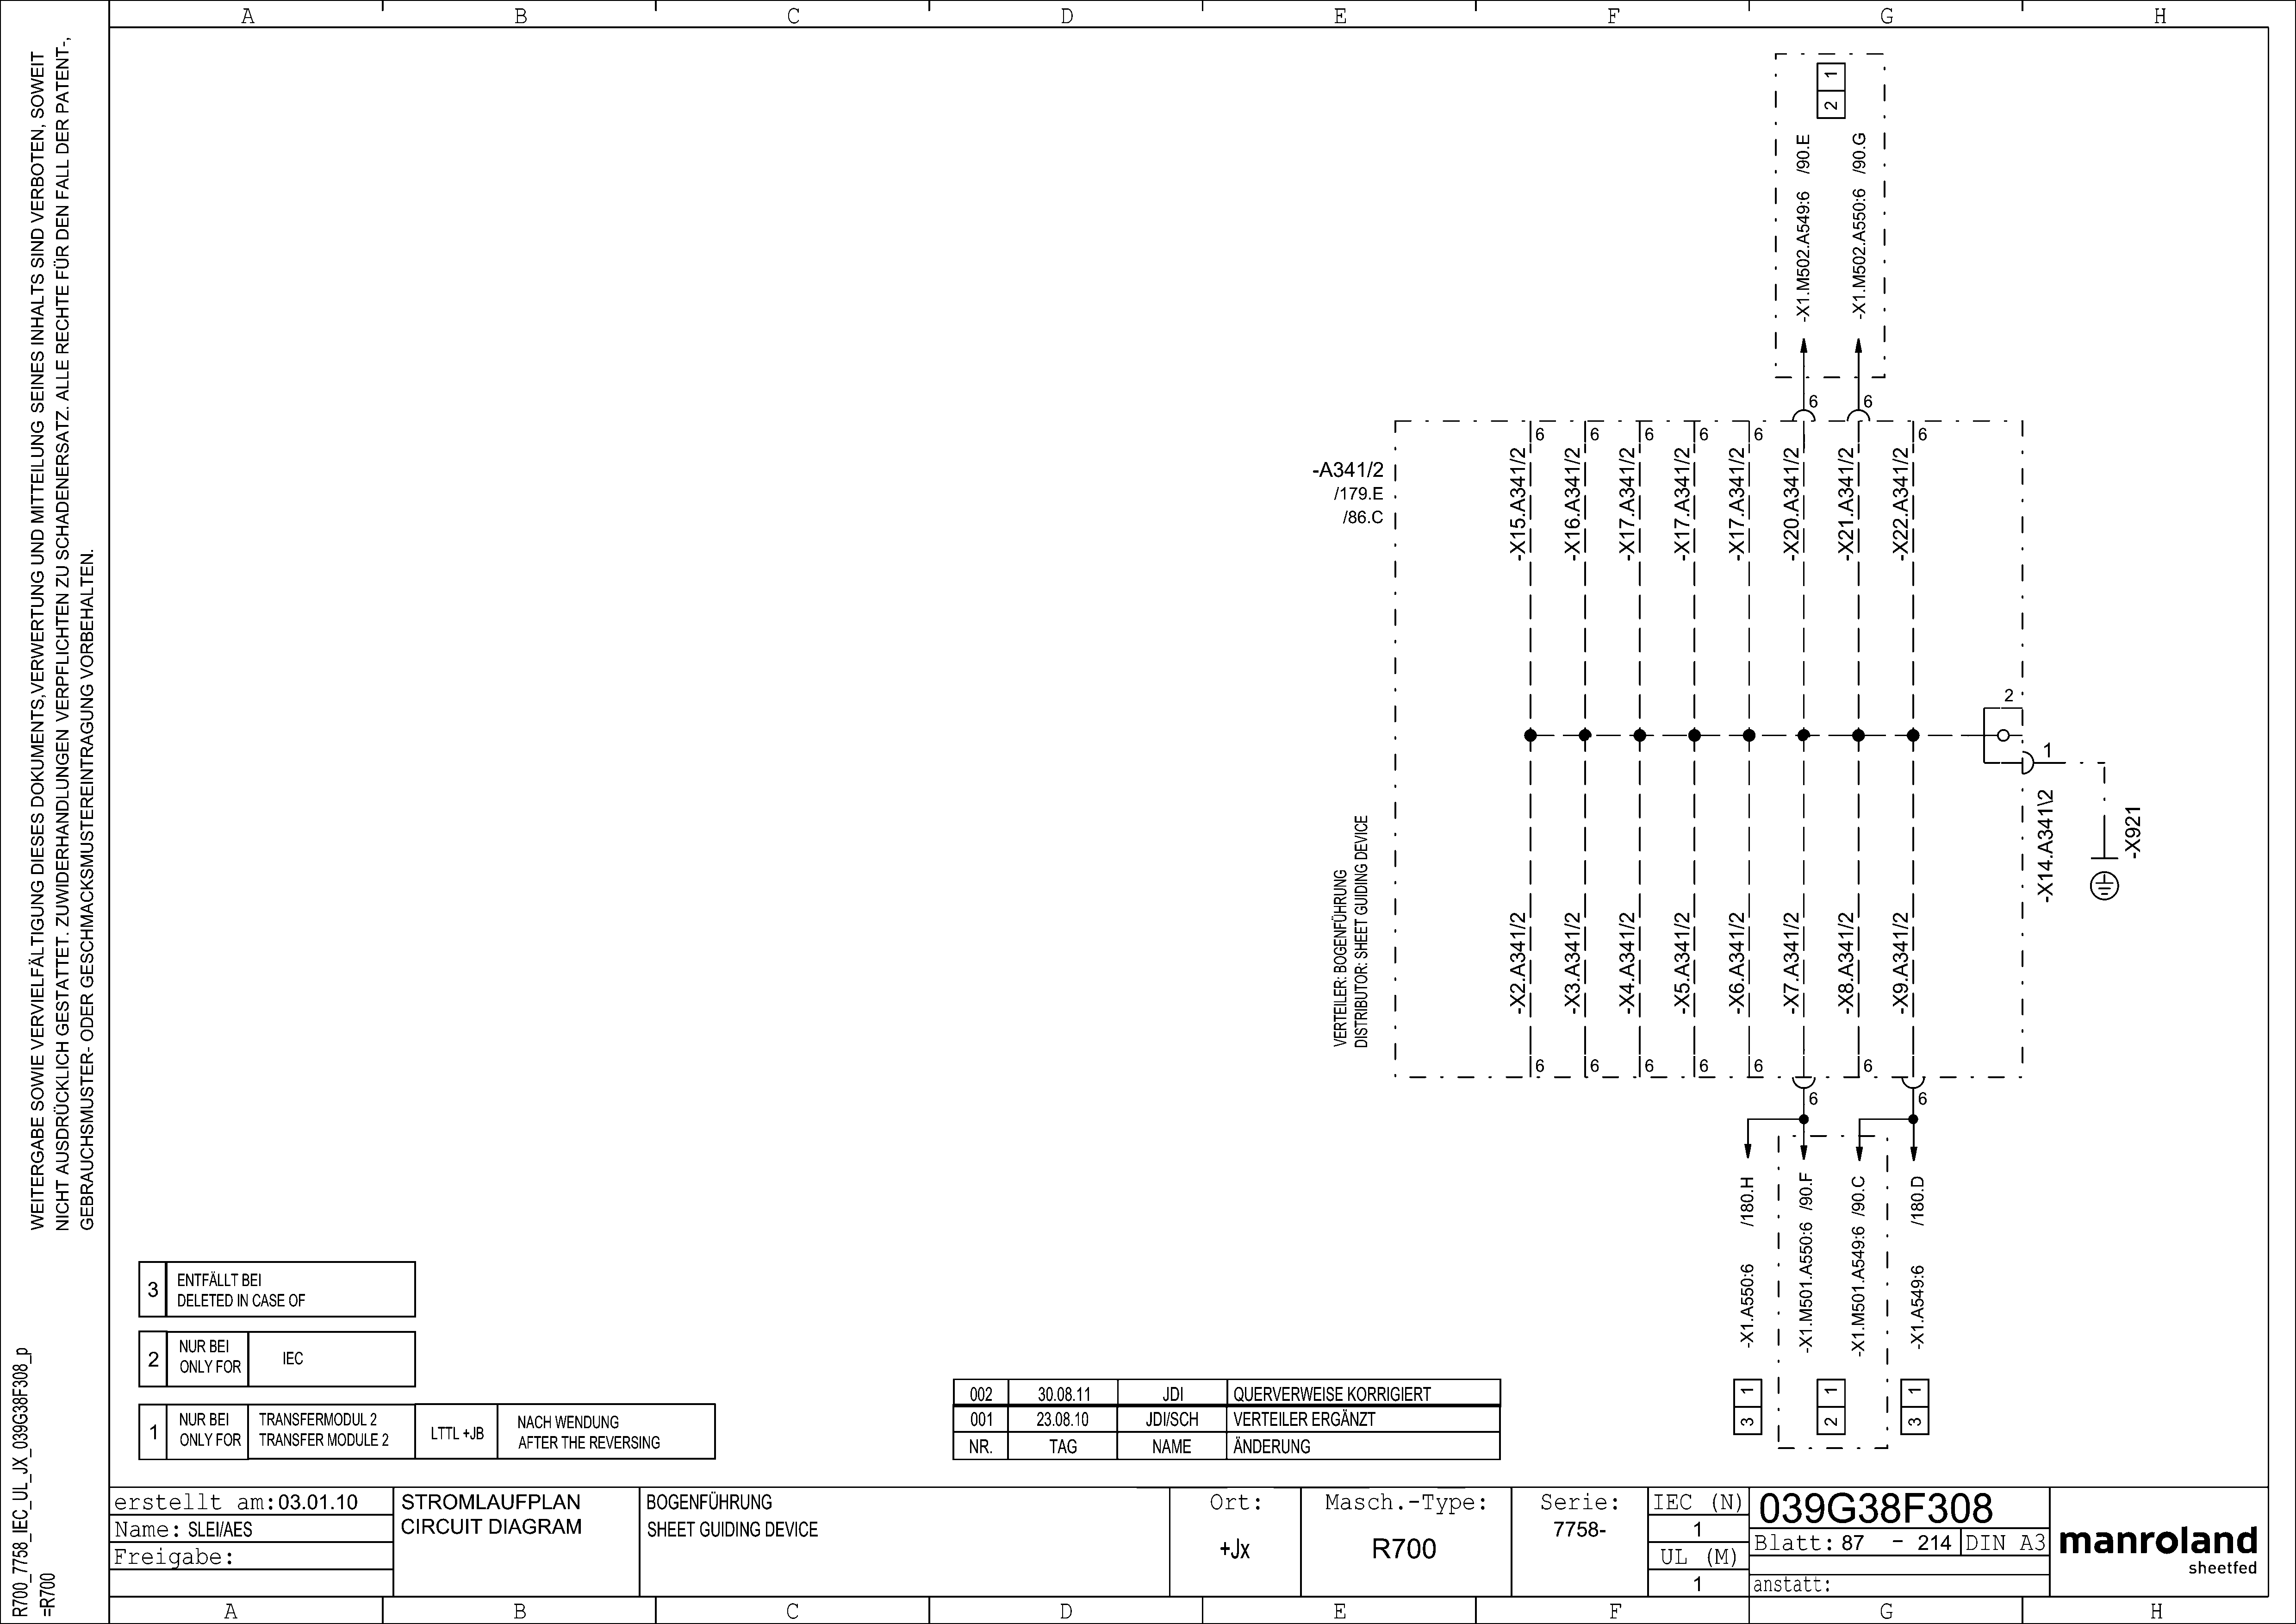 A B C D E F G H
WEITERGABE SOWIE VERVIELFÄLTIGUNG DIESES DOKUMENTS,VERWERTUNG UND MITTEILUNG SEINES INHALTS SIND VERBOTEN, SOWEIT
NICHT AUSDRÜCKLICH GESTATTET. ZUWIDERHANDLUNGEN VERPFLICHTEN ZU SCHADENERSATZ. ALLE RECHTE FÜR DEN FALL DER PATENT-,
GEBRAUCHSMUSTER- ODER GESCHMACKSMUSTEREINTRAGUNG VORBEHALTEN.
R700_7758_IEC_UL_JX_039G38F308_p
=R700
2 1
-X1.M502.A549:6 /90.E
-X1.M502.A550:6 /90.G
6 6
-A341/2
/179.E
/86.C
6 6 6 6 6 6
-X15.A341/2
-X16.A341/2
-X17.A341/2
-X17.A341/2
-X17.A341/2
-X20.A341/2
-X21.A341/2
-X22.A341/2
2
1
-X14.A341\2
-X921
VERTEILER: BOGENFÜHRUNG
DISTRIBUTOR: SHEET GUIDING DEVICE
-X2.A341/2
-X3.A341/2
-X4.A341/2
-X5.A341/2
-X6.A341/2
-X7.A341/2
-X8.A341/2
-X9.A341/2
6 6 6 6 6 6
6 6
-X1.A550:6 /180.H
-X1.M501.A550:6 /90.F
-X1.M501.A549:6 /90.C
-X1.A549:6 /180.D
3 1
2 1
3 1
3 ENTFÄLLT BEI
DELETED IN CASE OF
2 NUR BEI
ONLY FOR IEC
1 NUR BEI TRANSFERMODUL 2
ONLY FOR TRANSFER MODULE 2
LTTL +JB
NACH WENDUNG
AFTER THE REVERSING
002 30.08.11 JDI QUERVERWEISE KORRIGIERT
001 23.08.10 JDI/SCH VERTEILER ERGÄNZT
NR. TAG NAME ÄNDERUNG
erstellt am: 03.01.10
Name: SLEI/AES
Freigabe:
STROMLAUFPLAN
CIRCUIT DIAGRAM
BOGENFÜHRUNG
SHEET GUIDING DEVICE
Ort:
+Jx
Masch.-Type:
R700
Serie:
7758-
IEC (N)
1
UL (M)
1
039G38F308
Blatt: 87 - 214 DIN A3
anstatt:
manroland
sheetfed
A B C D E F G H